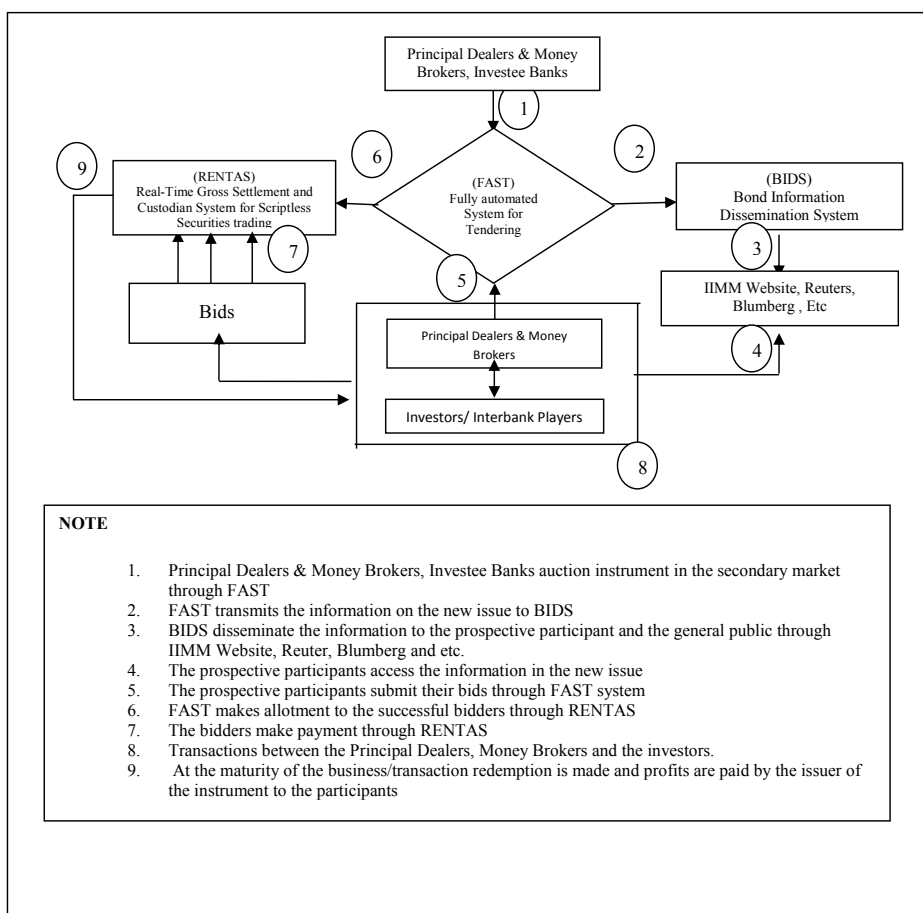 Principal Dealers & Money
Brokers, Investee Banks
1
2
6
9
(RENTAS)
Real-Time Gross Settlement and
Custodian System for Scriptless
Securities trading
(FAST)
Fully automated
System for
Tendering
(BIDS)
Bond Information
Dissemination System
7
3
5
Bids
IIMM Website, Reuters,
Blumberg , Etc
Principal Dealers & Money
Brokers
4
Investors/ Interbank Players
8
NOTE
1. Principal Dealers & Money Brokers, Investee Banks auction instrument in the secondary market
through FAST
2. FAST transmits the information on the new issue to BIDS
3. BIDS disseminate the information to the prospective participant and the general public through
IIMM Website, Reuter, Blumberg and etc.
4. The prospective participants access the information in the new issue
5. The prospective participants submit their bids through FAST system
6. FAST makes allotment to the successful bidders through RENTAS
7. The bidders make payment through RENTAS
8. Transactions between the Principal Dealers, Money Brokers and the investors.
9. At the maturity of the business/transaction redemption is made and profits are paid by the issuer of
the instrument to the participants